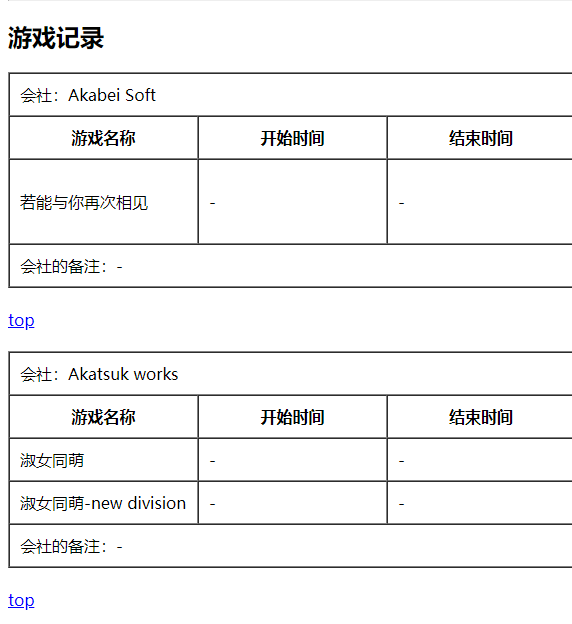 游戏记录
会社：Akabei Soft
游戏名称 开始时间 结束时间
若能与你再次相见 - -
会社的备注：-
top
会社：Akatsuk works
游戏名称 开始时间 结束时间
淑女同萌 - -
淑女同萌-new division - -
会社的备注：-
top